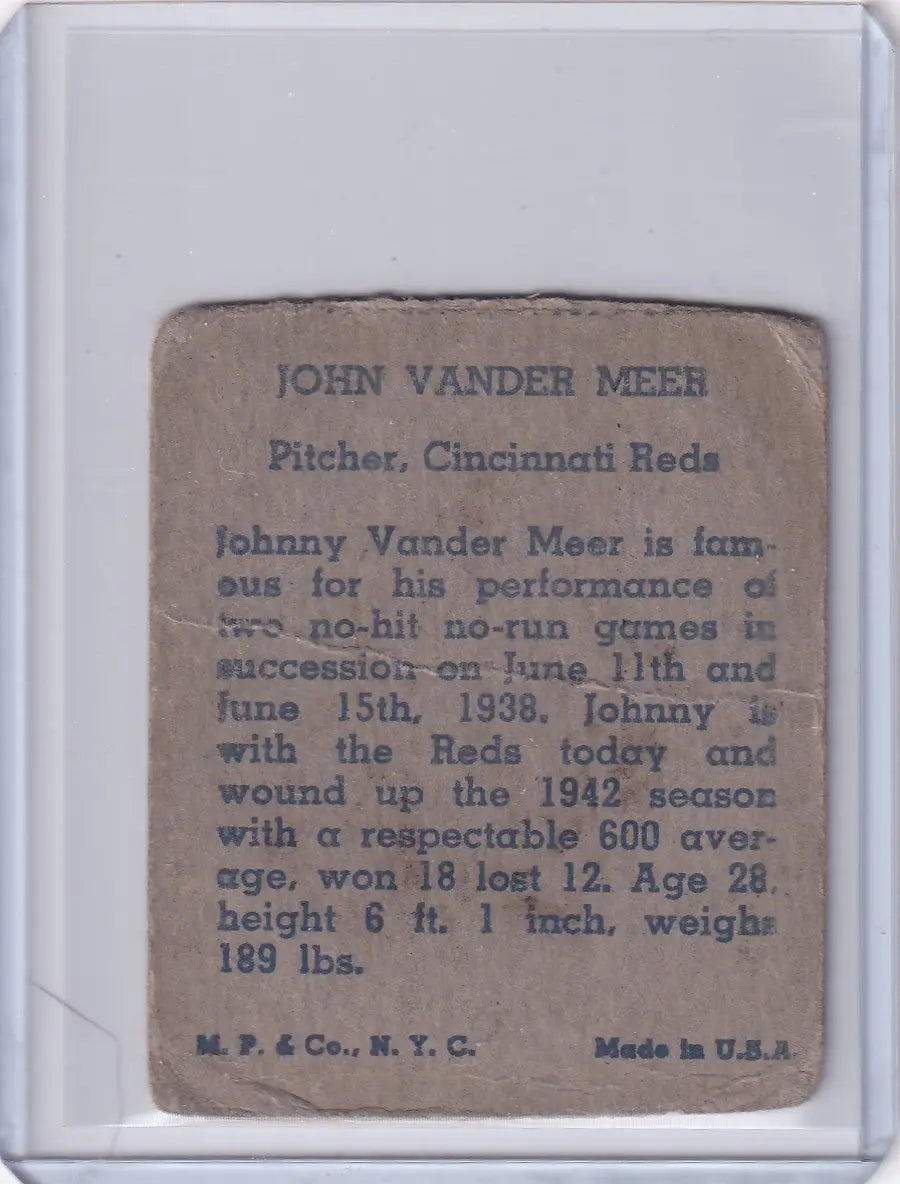 JOHN VANDER MEER
Pitcher, Cincinnati Reds
Johnny Vander Meer is fam-
ous for his performance of
two no-hit no-run games in
succession on June 11th and
June 15th, 1938. Johnny is
with the Reds today and
wound up the 1942 season
with a respectable 600 aver-
age, won 18 lost 12. Age 28,
height 6 ft. 1 inch, weighs
189 lbs.
M. P. & Co., N. Y. C. Made in U.S.A.